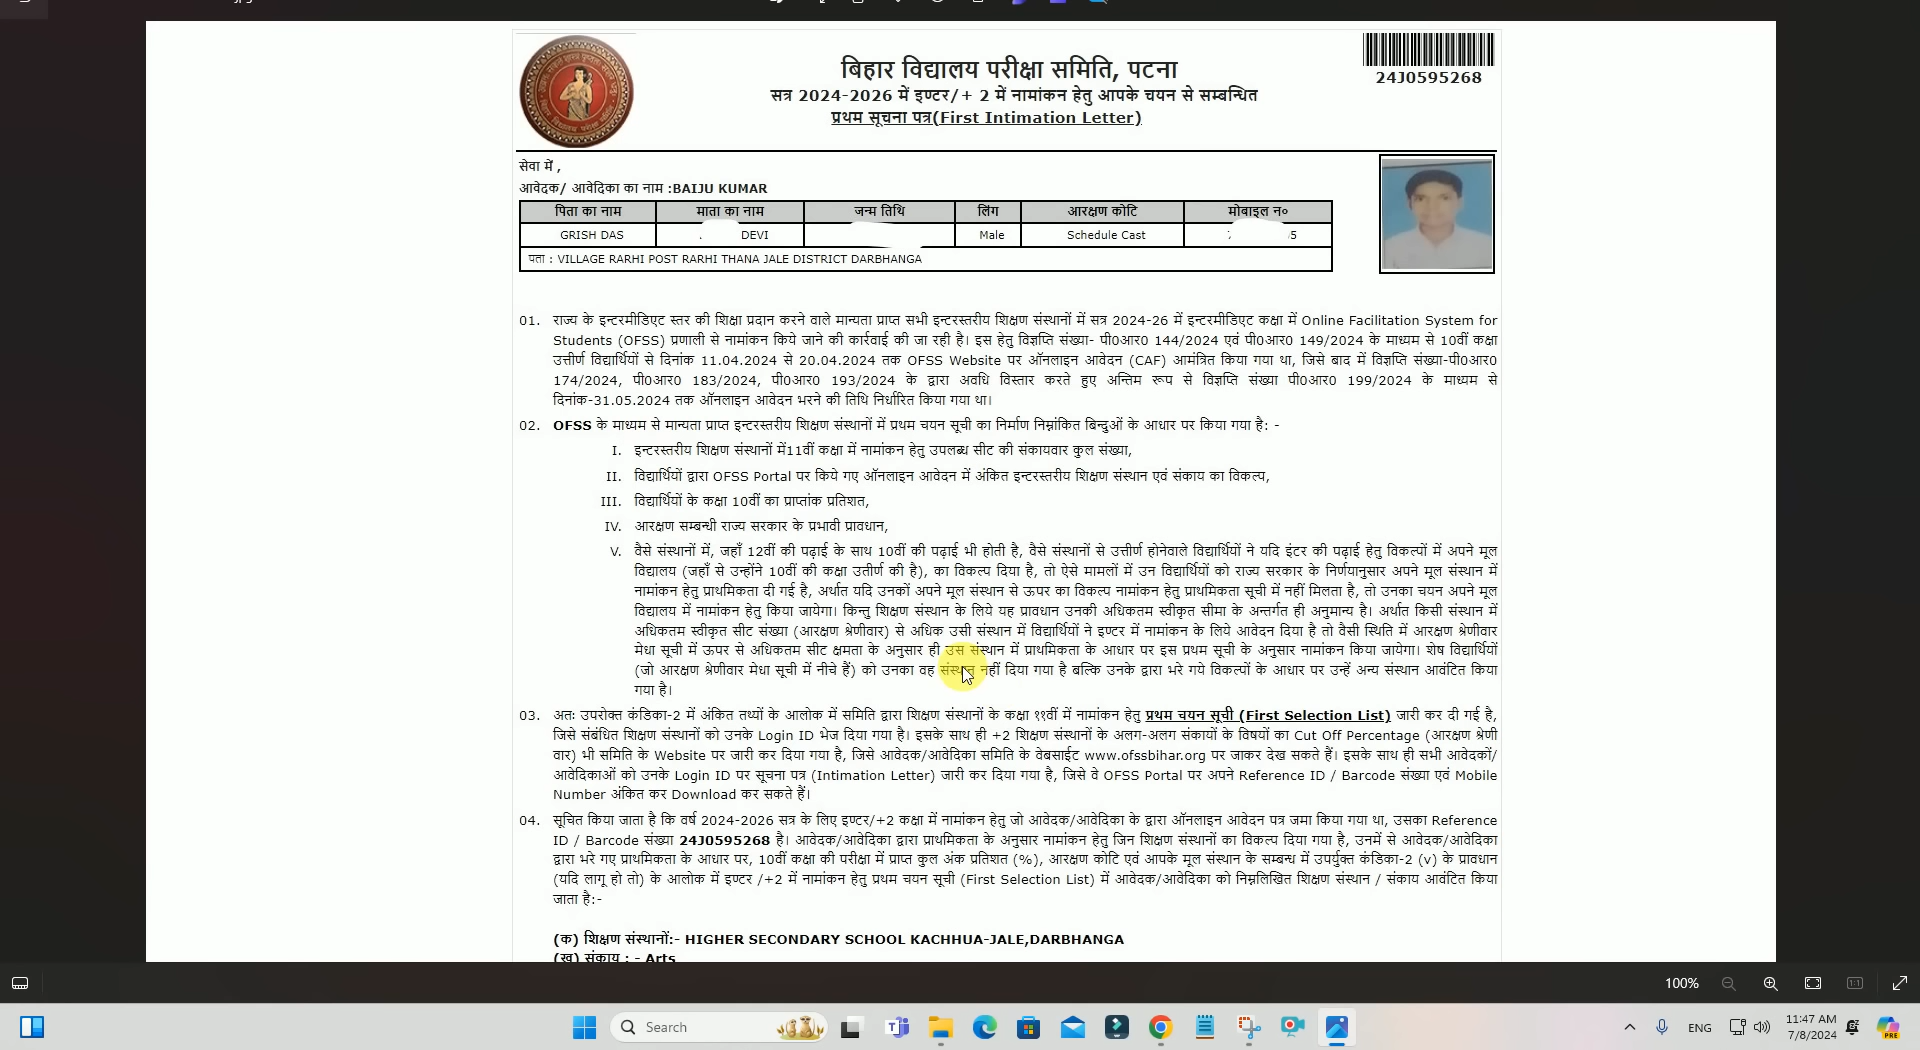 24J0595268
बिहार विद्यालय परीक्षा समिति, पटना
सत्र 2024-2026 में इण्टर/+ 2 में नामांकन हेतु आपके चयन से सम्बन्धित
प्रथम सूचना पत्र(First Intimation Letter)
सेवा में ,
आवेदक/ आवेदिका का नाम :BAIJU KUMAR
पिता का नाम माता का नाम जन्म तिथि लिंग आरक्षण कोटि मोबाइल न०
GRISH DAS DEVI Male Schedule Cast 5
पता : VILLAGE RARHI POST RARHI THANA JALE DISTRICT DARBHANGA
01. राज्य के इन्टरमीडिएट स्तर की शिक्षा प्रदान करने वाले मान्यता प्राप्त सभी इन्टरस्तरीय शिक्षण संस्थानों में सत्र 2024-26 में इन्टरमीडिएट कक्षा में Online Facilitation System for
Students (OFSS) प्रणाली से नामांकन किये जाने की कार्रवाई की जा रही है। इस हेतु विज्ञप्ति संख्या- पी0आर0 144/2024 एवं पी0आर0 149/2024 के माध्यम से 10वीं कक्षा
उत्तीर्ण विद्यार्थियों से दिनांक 11.04.2024 से 20.04.2024 तक OFSS Website पर ऑनलाइन आवेदन (CAF) आमंत्रित किया गया था, जिसे बाद में विज्ञप्ति संख्या-पी0आर0
174/2024, पी0आर0 183/2024, पी0आर0 193/2024 के द्वारा अवधि विस्तार करते हुए अन्तिम रूप से विज्ञप्ति संख्या पी0आर0 199/2024 के माध्यम से
दिनांक-31.05.2024 तक ऑनलाइन आवेदन भरने की तिथि निर्धारित किया गया था।
02. OFSS के माध्यम से मान्यता प्राप्त इन्टरस्तरीय शिक्षण संस्थानों में प्रथम चयन सूची का निर्माण निम्नांकित बिन्दुओं के आधार पर किया गया है: -
I. इन्टरस्तरीय शिक्षण संस्थानों में11वीं कक्षा में नामांकन हेतु उपलब्ध सीट की संकायवार कुल संख्या,
II. विद्यार्थियों द्वारा OFSS Portal पर किये गए ऑनलाइन आवेदन में अंकित इन्टरस्तरीय शिक्षण संस्थान एवं संकाय का विकल्प,
III. विद्यार्थियों के कक्षा 10वीं का प्राप्तांक प्रतिशत,
IV. आरक्षण सम्बन्धी राज्य सरकार के प्रभावी प्रावधान,
V. वैसे संस्थानों में, जहाँ 12वीं की पढ़ाई के साथ 10वीं की पढ़ाई भी होती है, वैसे संस्थानों से उत्तीर्ण होनेवाले विद्यार्थियों ने यदि इंटर की पढ़ाई हेतु विकल्पों में अपने मूल
विद्यालय (जहाँ से उन्होंने 10वीं की कक्षा उतीर्ण की है), का विकल्प दिया है, तो ऐसे मामलों में उन विद्यार्थियों को राज्य सरकार के निर्णयानुसार अपने मूल संस्थान में
नामांकन हेतु प्राथमिकता दी गई है, अर्थात यदि उनकों अपने मूल संस्थान से ऊपर का विकल्प नामांकन हेतु प्राथमिकता सूची में नहीं मिलता है, तो उनका चयन अपने मूल
विद्यालय में नामांकन हेतु किया जायेगा। किन्तु शिक्षण संस्थान के लिये यह प्रावधान उनकी अधिकतम स्वीकृत सीमा के अन्तर्गत ही अनुमान्य है। अर्थात किसी संस्थान में
अधिकतम स्वीकृत सीट संख्या (आरक्षण श्रेणीवार) से अधिक उसी संस्थान में विद्यार्थियों ने इण्टर में नामांकन के लिये आवेदन दिया है तो वैसी स्थिति में आरक्षण श्रेणीवार
मेधा सूची में ऊपर से अधिकतम सीट क्षमता के अनुसार ही उस संस्थान में प्राथमिकता के आधार पर इस प्रथम सूची के अनुसार नामांकन किया जायेगा। शेष विद्यार्थियों
(जो आरक्षण श्रेणीवार मेधा सूची में नीचे हैं) को उनका वह संस्थान नहीं दिया गया है बल्कि उनके द्वारा भरे गये विकल्पों के आधार पर उन्हें अन्य संस्थान आवंटित किया
गया है।
03. अतः उपरोक्त कंडिका-2 में अंकित तथ्यों के आलोक में समिति द्वारा शिक्षण संस्थानों के कक्षा ११वीं में नामांकन हेतु प्रथम चयन सूची (First Selection List) जारी कर दी गई है,
जिसे संबंधित शिक्षण संस्थानों को उनके Login ID भेज दिया गया है। इसके साथ ही +2 शिक्षण संस्थानों के अलग-अलग संकायों के विषयों का Cut Off Percentage (आरक्षण श्रेणी
वार) भी समिति के Website पर जारी कर दिया गया है, जिसे आवेदक/आवेदिका समिति के वेबसाईट www.ofssbihar.org पर जाकर देख सकते हैं। इसके साथ ही सभी आवेदकों/
आवेदिकाओं को उनके Login ID पर सूचना पत्र (Intimation Letter) जारी कर दिया गया है, जिसे वे OFSS Portal पर अपने Reference ID / Barcode संख्या एवं Mobile
Number अंकित कर Download कर सकते हैं।
04. सूचित किया जाता है कि वर्ष 2024-2026 सत्र के लिए इण्टर/+2 कक्षा में नामांकन हेतु जो आवेदक/आवेदिका के द्वारा ऑनलाइन आवेदन पत्र जमा किया गया था, उसका Reference
ID / Barcode संख्या 24J0595268 है। आवेदक/आवेदिका द्वारा प्राथमिकता के अनुसार नामांकन हेतु जिन शिक्षण संस्थानों का विकल्प दिया गया है, उनमें से आवेदक/आवेदिका
द्वारा भरे गए प्राथमिकता के आधार पर, 10वीं कक्षा की परीक्षा में प्राप्त कुल अंक प्रतिशत (%), आरक्षण कोटि एवं आपके मूल संस्थान के सम्बन्ध में उपर्युक्त कंडिका-2 (v) के प्रावधान
(यदि लागू हो तो) के आलोक में इण्टर /+2 में नामांकन हेतु प्रथम चयन सूची (First Selection List) में आवेदक/आवेदिका को निम्नलिखित शिक्षण संस्थान / संकाय आवंटित किया
जाता है:-
(क) शिक्षण संस्थानों:- HIGHER SECONDARY SCHOOL KACHHUA-JALE,DARBHANGA
(ख) संकाय : - Arts
100%
Search
ENG
11:47 AM
7/8/2024